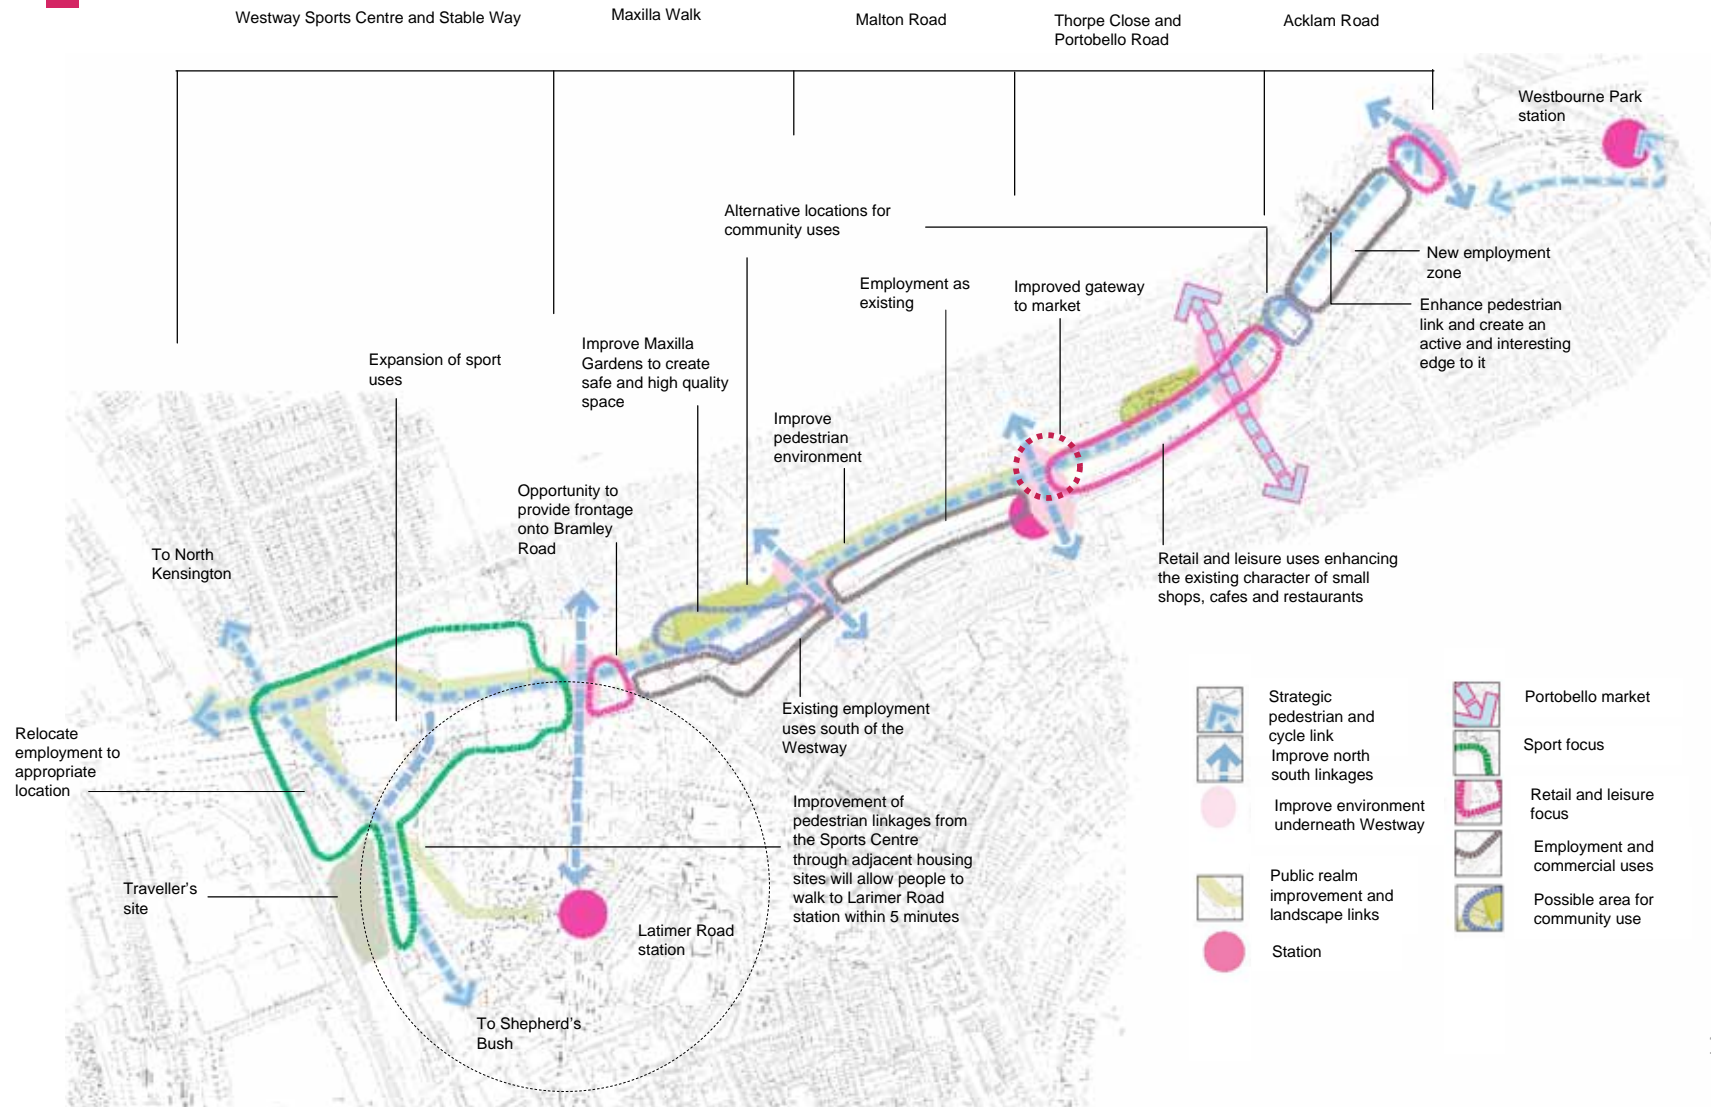 Westway Sports Centre and Stable Way
Maxilla Walk
Malton Road
Thorpe Close and
Portobello Road
Acklam Road
Westbourne Park
station
Alternative locations for
community uses
New employment
zone
Employment as
existing
Improved gateway
to market
Enhance pedestrian
link and create an
active and interesting
edge to it
Improve Maxilla
Gardens to create
safe and high quality
space
Expansion of sport
uses
Improve
pedestrian
environment
Opportunity to
provide frontage
onto Bramley
Road
To North
Kensington
Retail and leisure uses enhancing
the existing character of small
shops, cafes and restaurants
Existing employment
uses south of the
Westway
Relocate
employment to
appropriate
location
Improvement of
pedestrian linkages from
the Sports Centre
through adjacent housing
sites will allow people to
walk to Larimer Road
station within 5 minutes
Traveller's
site
Latimer Road
station
To Shepherd's
Bush
Strategic
pedestrian and
cycle link
Improve north
south linkages
Improve environment
underneath Westway
Public realm
improvement and
landscape links
Station
Portobello market
Sport focus
Retail and leisure
focus
Employment and
commercial uses
Possible area for
community use